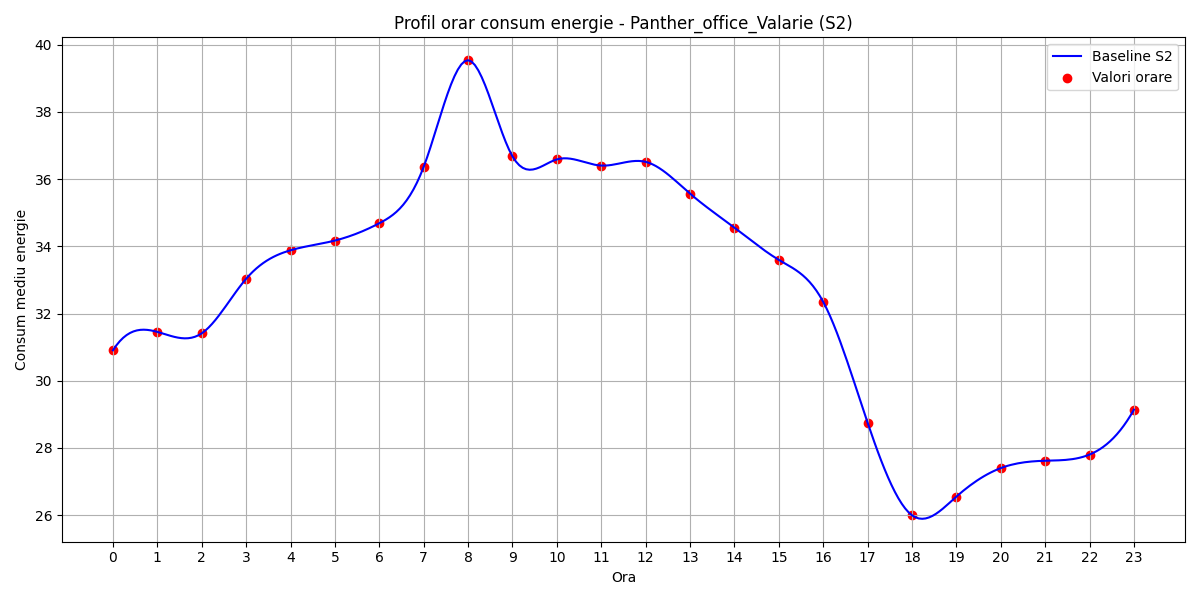 Profil orar consum energie - Panther_office_Valarie (S2)
Baseline S2
Valori orare
Consum mediu energie
40
38
36
34
32
30
28
26
0 1 2 3 4 5 6 7 8 9 10 11 12 13 14 15 16 17 18 19 20 21 22 23
Ora